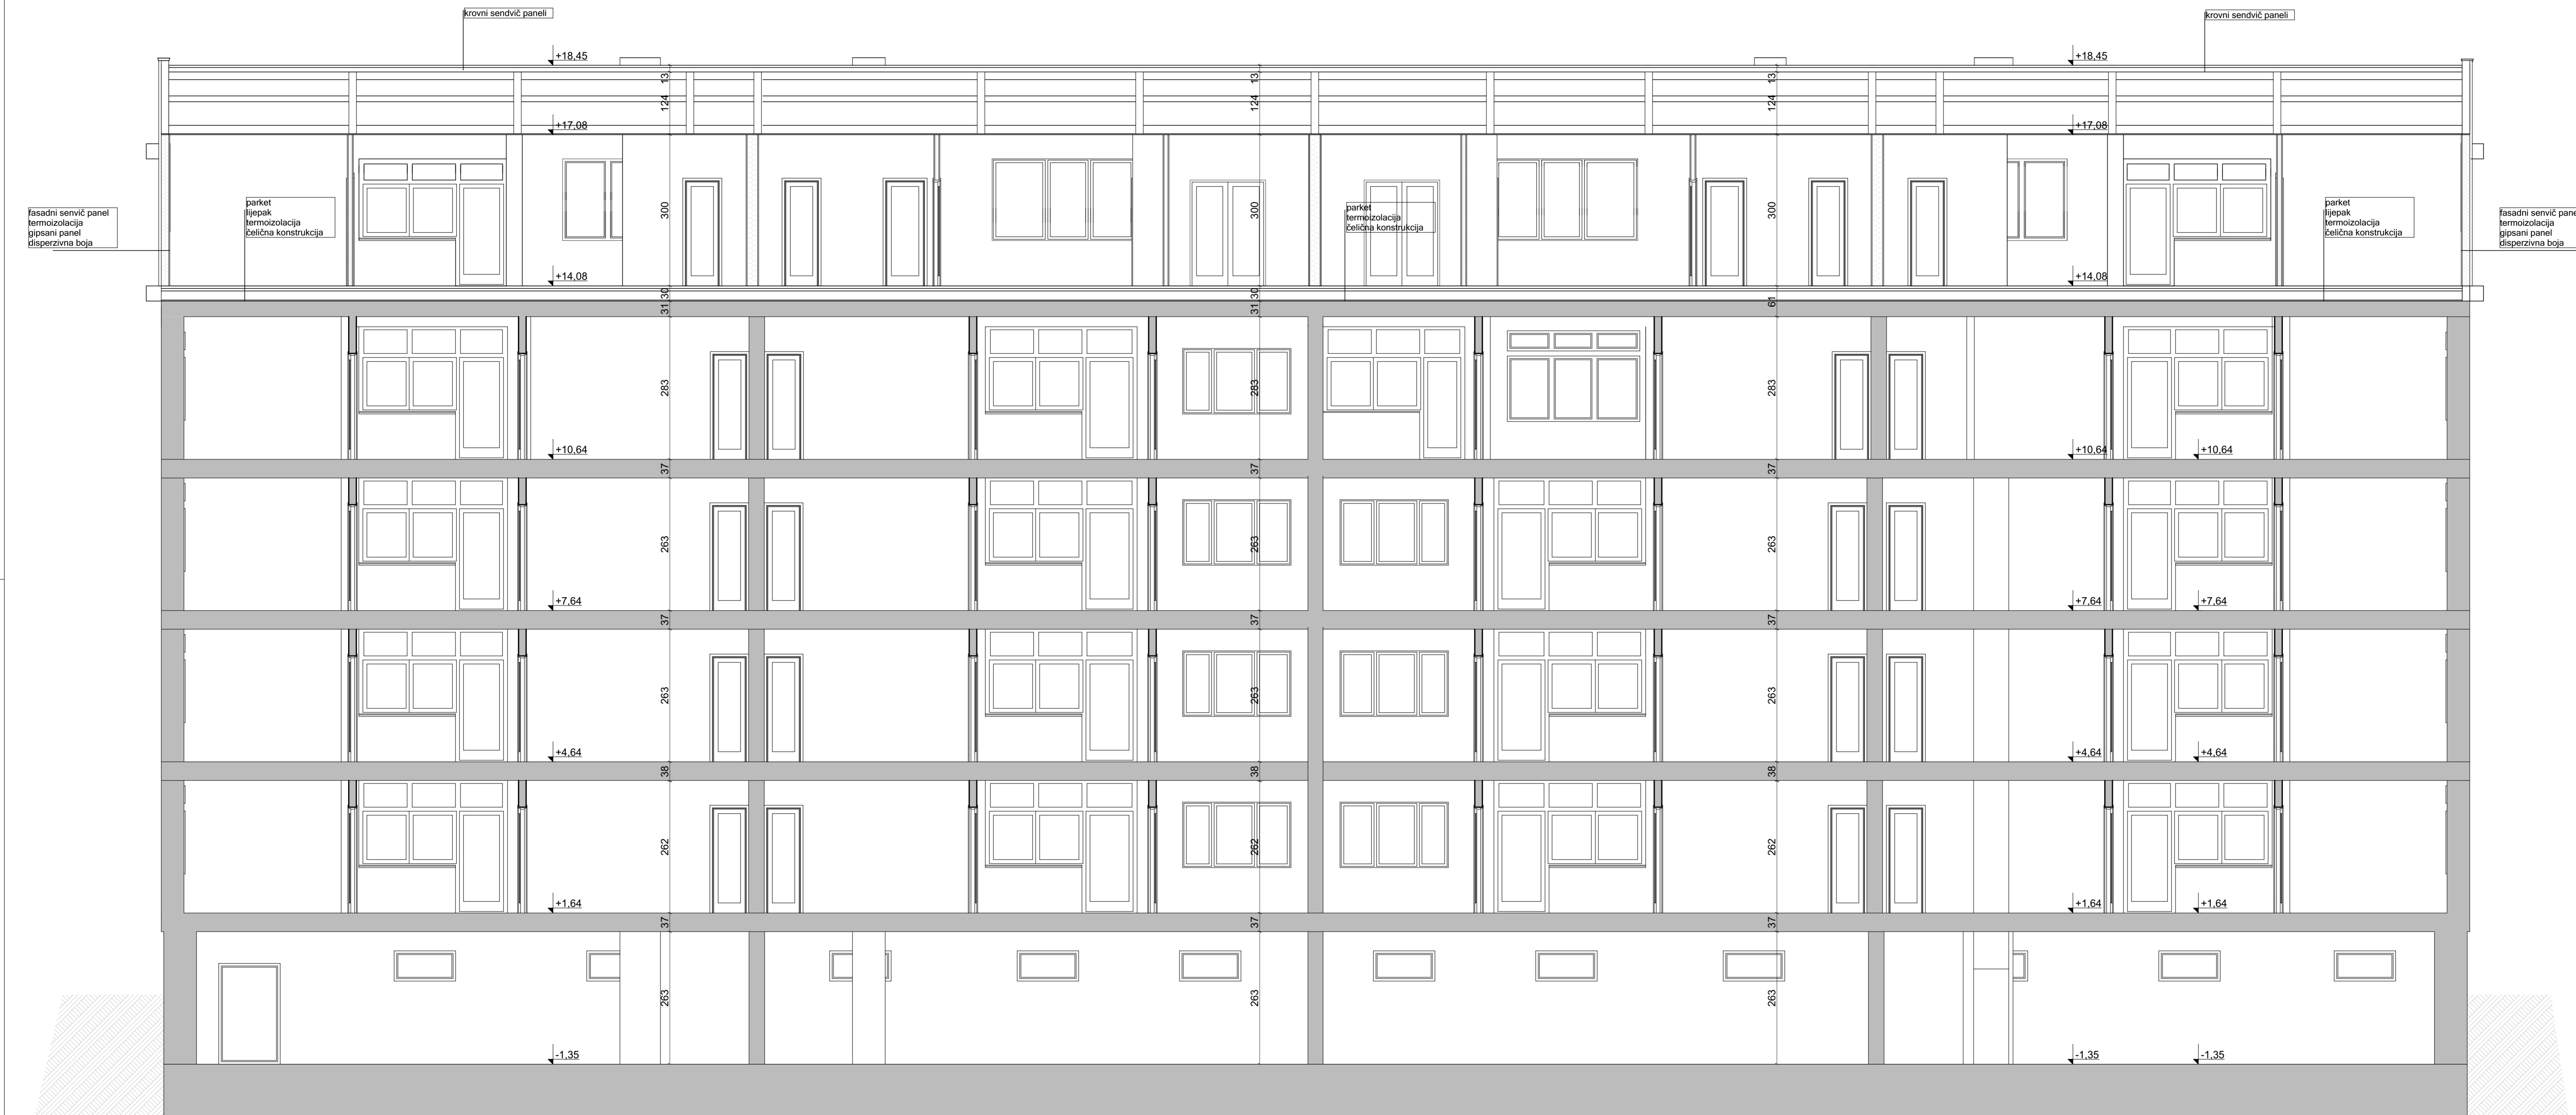 krovni sendvič paneli
krovni sendvič paneli
+18,45
+18,45
13
13
13
124
124
124
+17,08
+17,08
fasadni senvič panel
termoizolacija
gipsani panel
disperzivna boja
parket
lijepak
termoizolacija
čelična konstrukcija
300
300
parket
termoizolacija
čelična konstrukcija
300
parket
lijepak
termoizolacija
čelična konstrukcija
fasadni senvič pane
termoizolacija
gipsani panel
disperzivna boja
+14,08
+14,08
30
30
31
31
61
283
283
283
+10,64
+10,64
+10,64
37
37
37
263
263
263
+7,64
+7,64
+7,64
37
37
37
263
263
263
+4,64
+4,64
+4,64
38
38
38
262
262
262
+1,64
+1,64
+1,64
37
37
37
263
263
263
-1,35
-1,35
-1,35